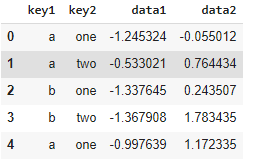 key1 key2 data1 data2
0 a one -1.245324 -0.055012
1 a two -0.533021 0.764434
2 b one -1.337645 0.243507
3 b two -1.367908 1.783435
4 a one -0.997639 1.172335